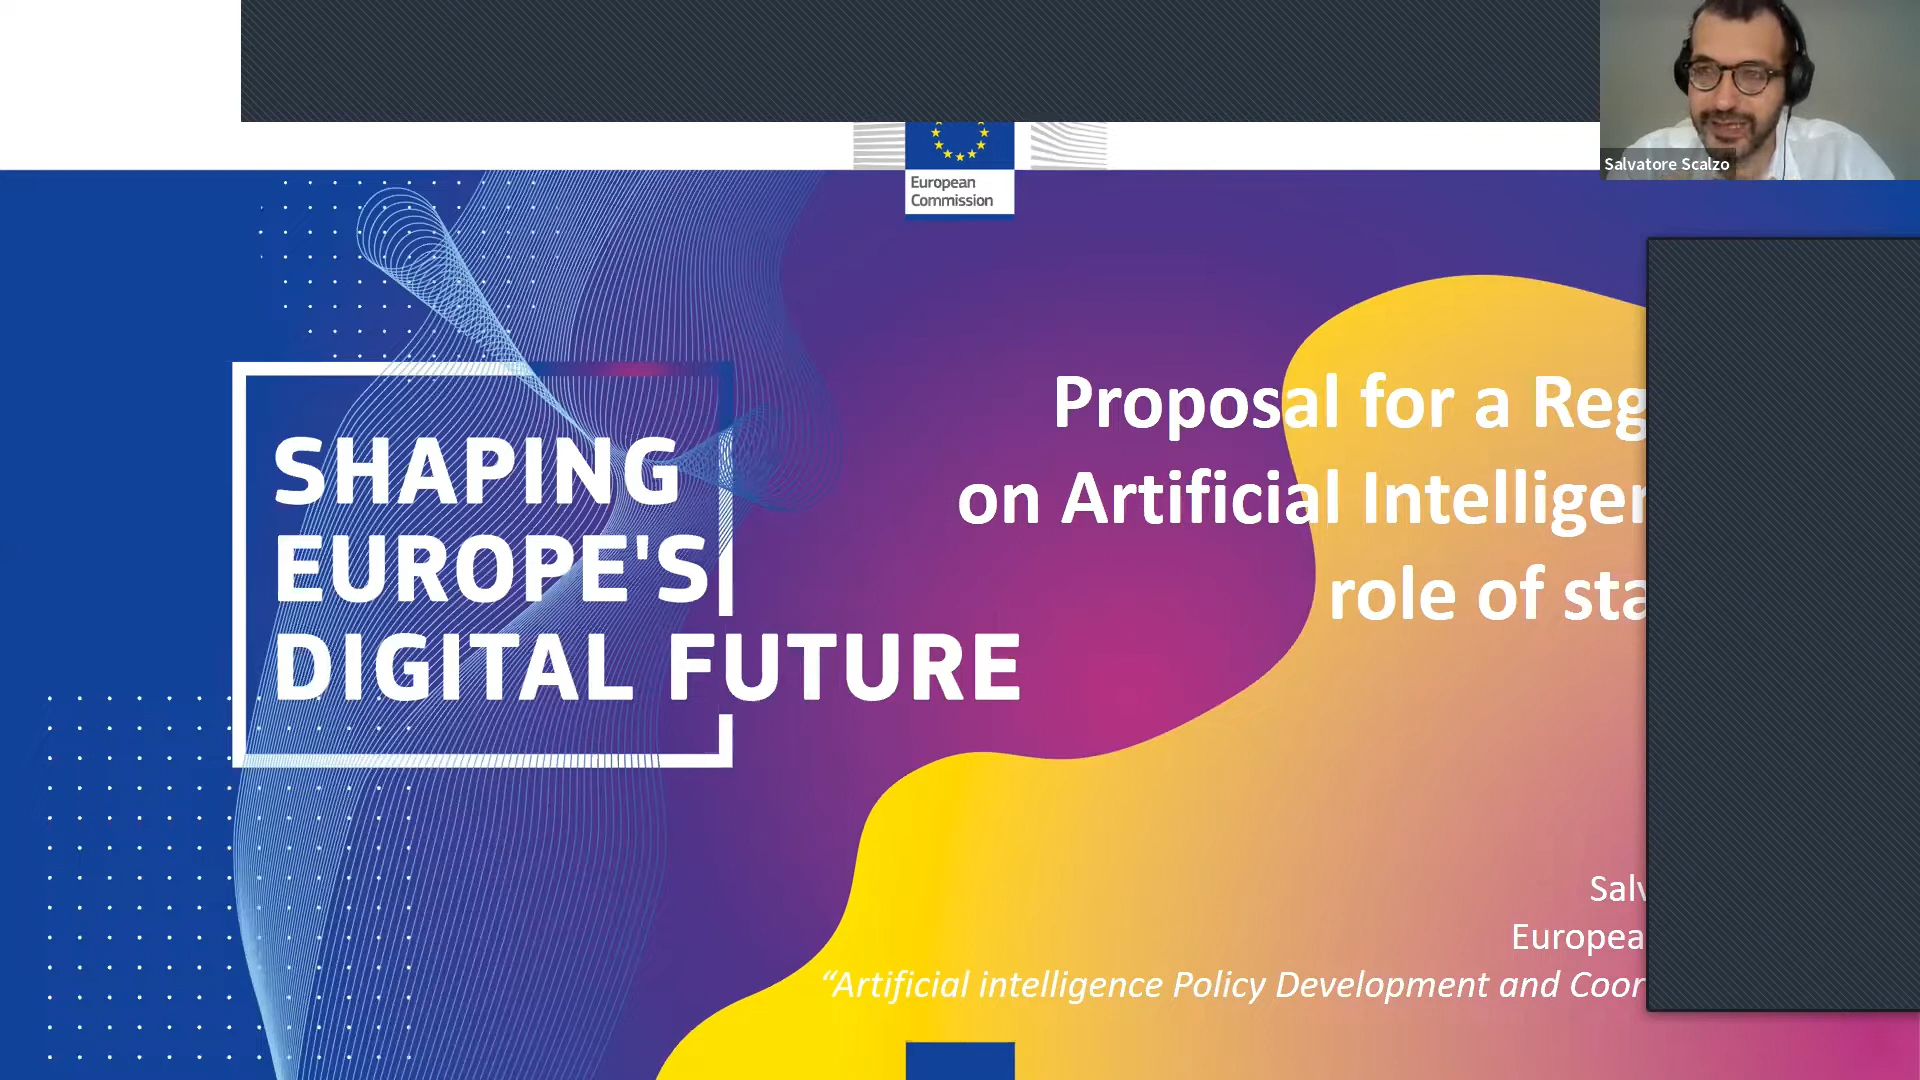 Salvatore Scalzo
European
Commission
SHAPING
EUROPE'S
DIGITAL FUTURE
Proposal for a Reg
on Artificial Intelligen
role of sta
Salv
Europea
“Artificial intelligence Policy Development and Coor